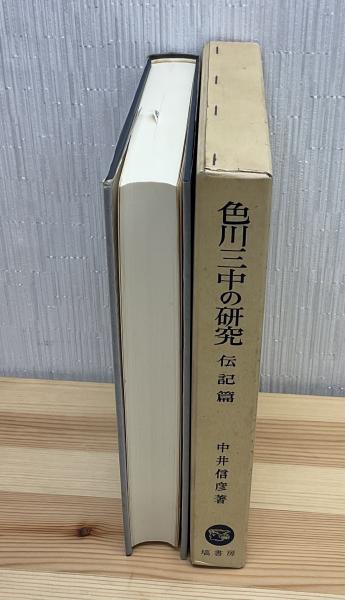 色川三中の研究
伝記篇
中井信彦著
塙書房